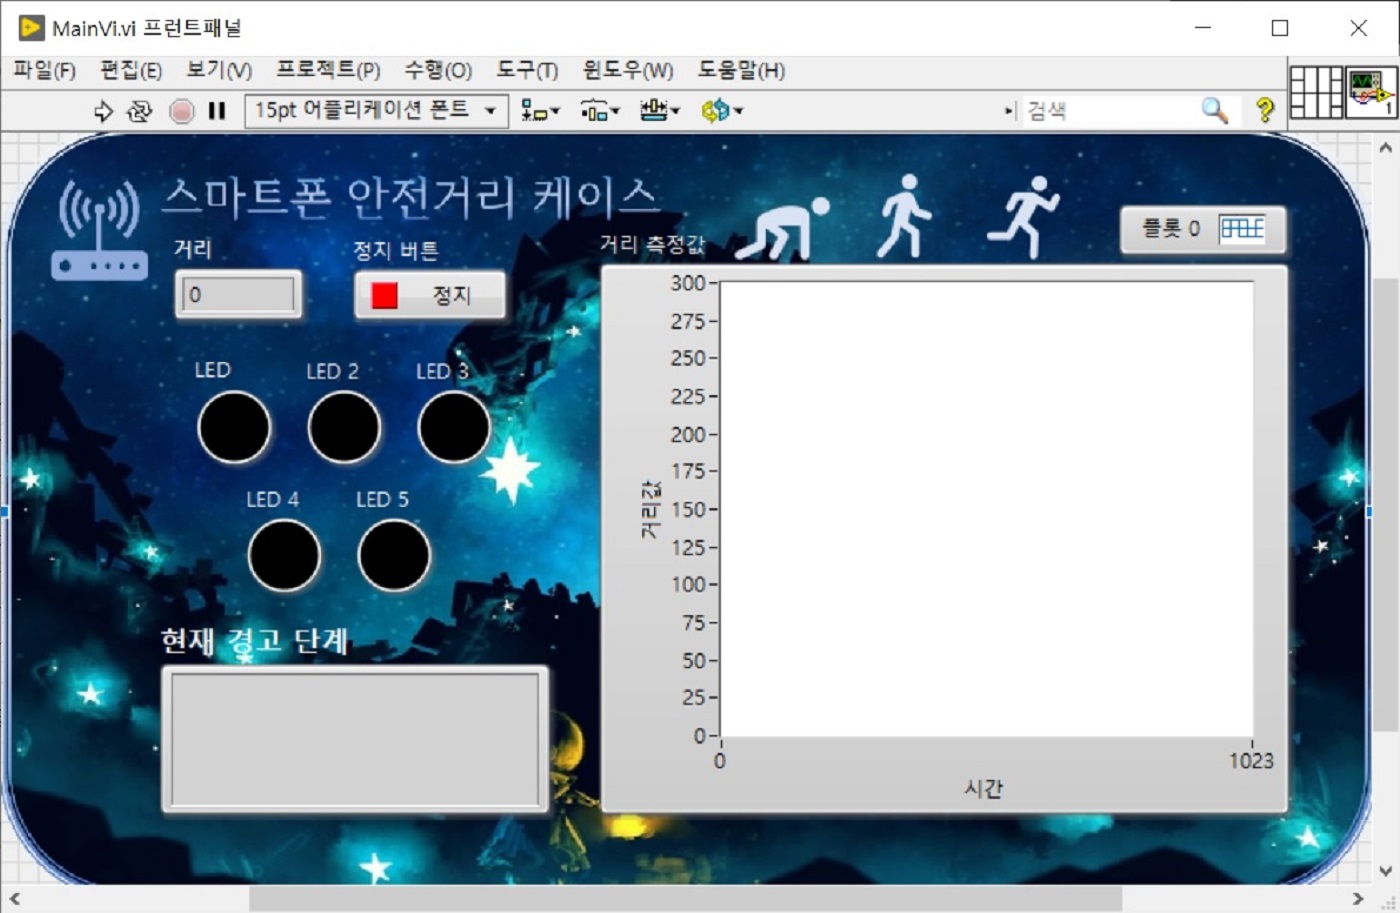 MainVi.vi 프런트패널
파일(F) 편집(E) 보기(V) 프로젝트(P) 수행(O) 도구(T) 윈도우(W) 도움말(H)
15pt 어플리케이션 폰트
검색
?
1
스마트폰 안전거리 케이스
거리
정지 버튼
거리 측정값
플롯 0
0
정지
LED
LED 2
LED 3
LED 4
LED 5
현재 경고 단계
300
275
250
225
200
175
150
125
100
75
50
25
0
거리값
0
1023
시간